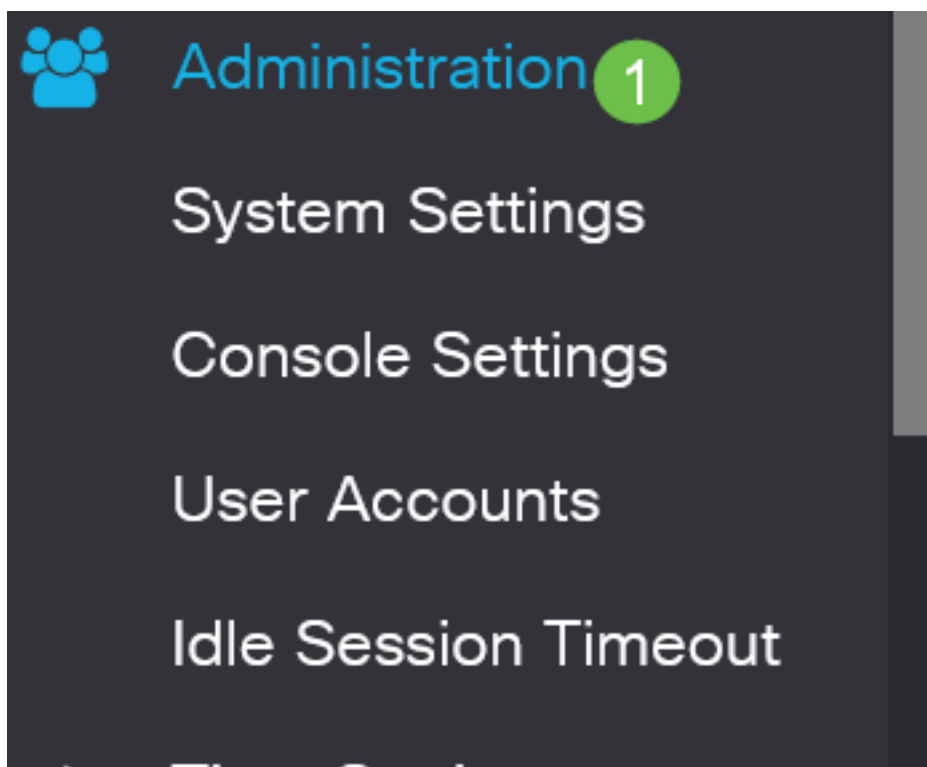 Administration 1
System Settings
Console Settings
User Accounts
Idle Session Timeout